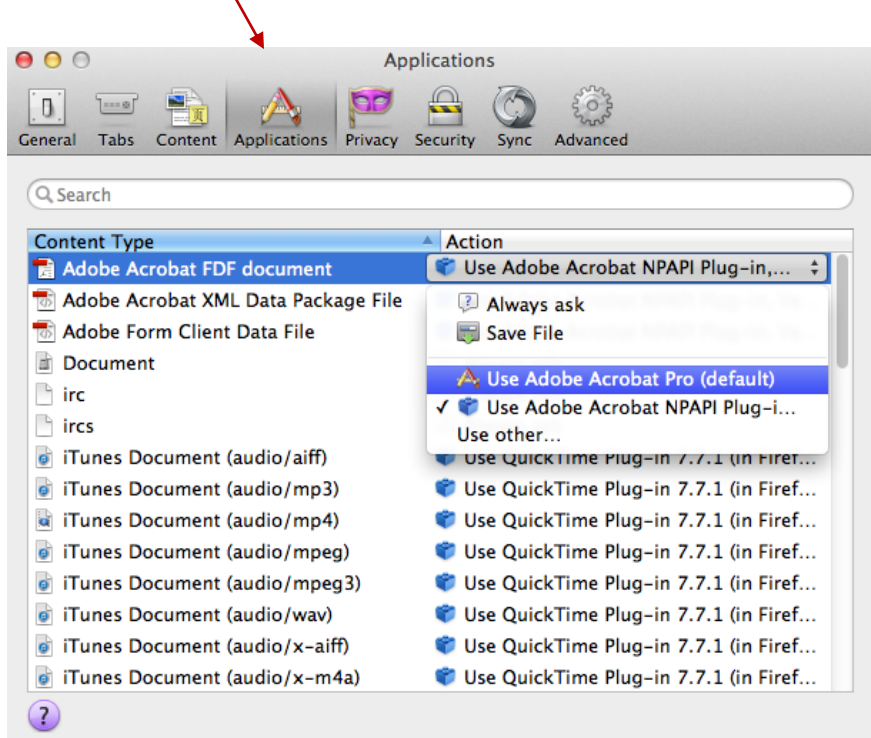 Applications
General Tabs Content Applications Privacy Security Sync Advanced
Search
Content Type Action
Adobe Acrobat FDF document Use Adobe Acrobat NPAPI Plug-in,...
Adobe Acrobat XML Data Package File Always ask
Adobe Form Client Data File Save File
Document Use Adobe Acrobat Pro (default)
irc ✓ Use Adobe Acrobat NPAPI Plug-i...
ircs Use other...
iTunes Document (audio/aiff) Use QuickTime Plug-in 7.7.1 (in Firef...
iTunes Document (audio/mp3) Use QuickTime Plug-in 7.7.1 (in Firef...
iTunes Document (audio/mp4) Use QuickTime Plug-in 7.7.1 (in Firef...
iTunes Document (audio/mpeg) Use QuickTime Plug-in 7.7.1 (in Firef...
iTunes Document (audio/mpeg3) Use QuickTime Plug-in 7.7.1 (in Firef...
iTunes Document (audio/wav) Use QuickTime Plug-in 7.7.1 (in Firef...
iTunes Document (audio/x-aiff) Use QuickTime Plug-in 7.7.1 (in Firef...
iTunes Document (audio/x-m4a) Use QuickTime Plug-in 7.7.1 (in Firef...
?